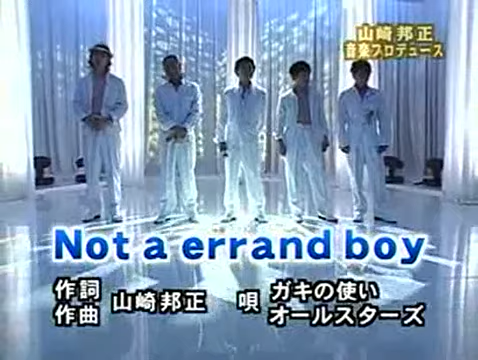 山崎邦正
音楽プロデュース
Not a errand boy
作詞 作曲 山崎邦正 唄 ガキの使い オールスターズ